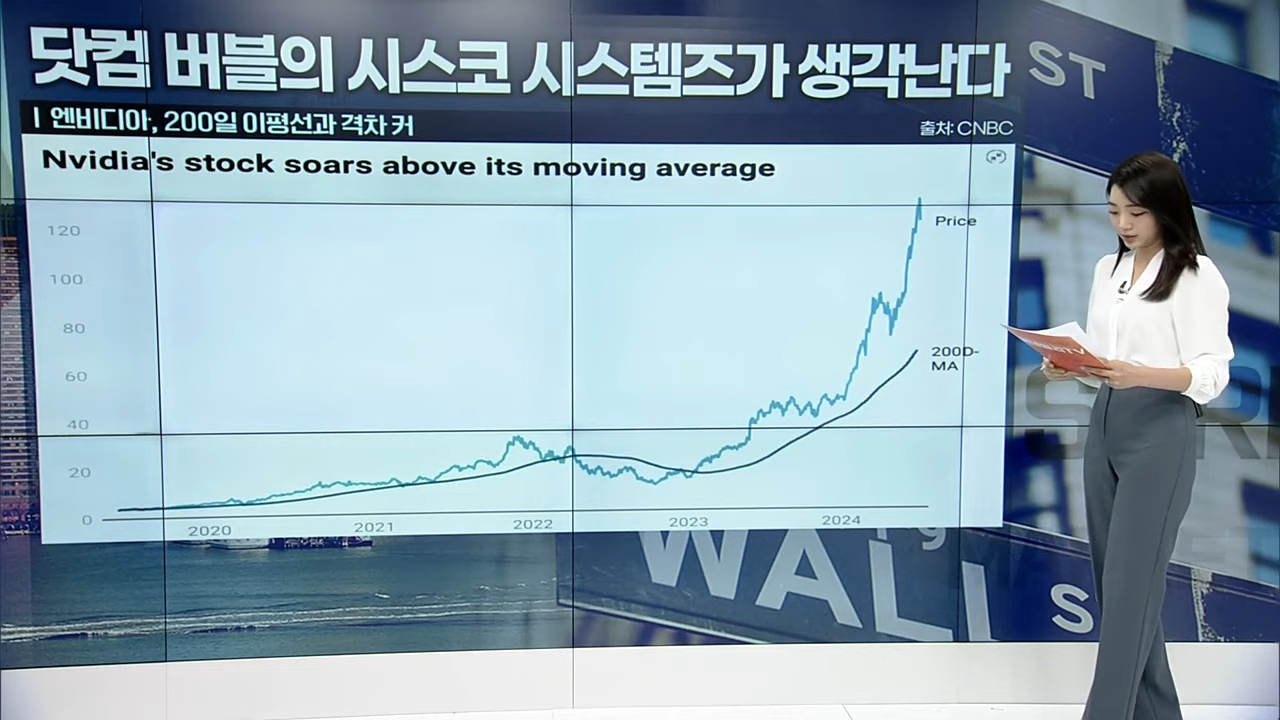 닷컴 버블의 시스코 시스템즈가 생각난다
엔비디아, 200일 이평선과 격차 커
출처: CNBC
Nvidia's stock soars above its moving average
120
100
80
60
40
20
0
Price
200D-
MA
2020
2021
2022
2023
2024
ST
WALL
S
19